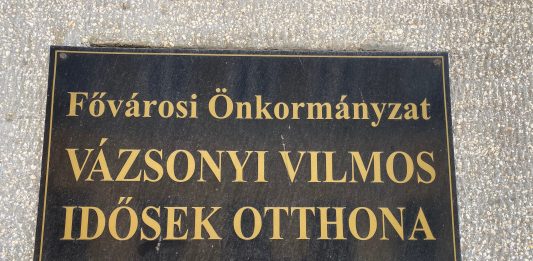 Fővárosi Önkormányzat
VÁZSONYI VILMOS
IDŐSEK OTTHONA